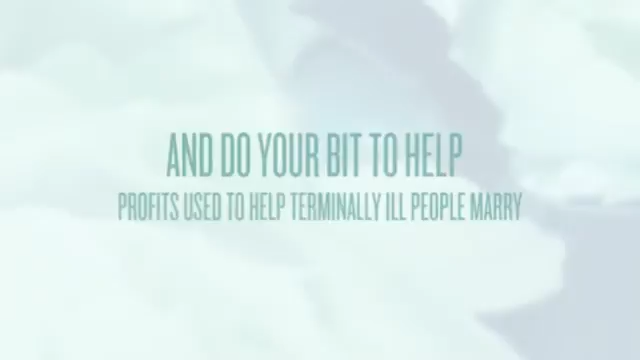 AND DO YOUR BIT TO HELP
PROFITS USED TO HELP TERMINALLY ILL PEOPLE MARRY